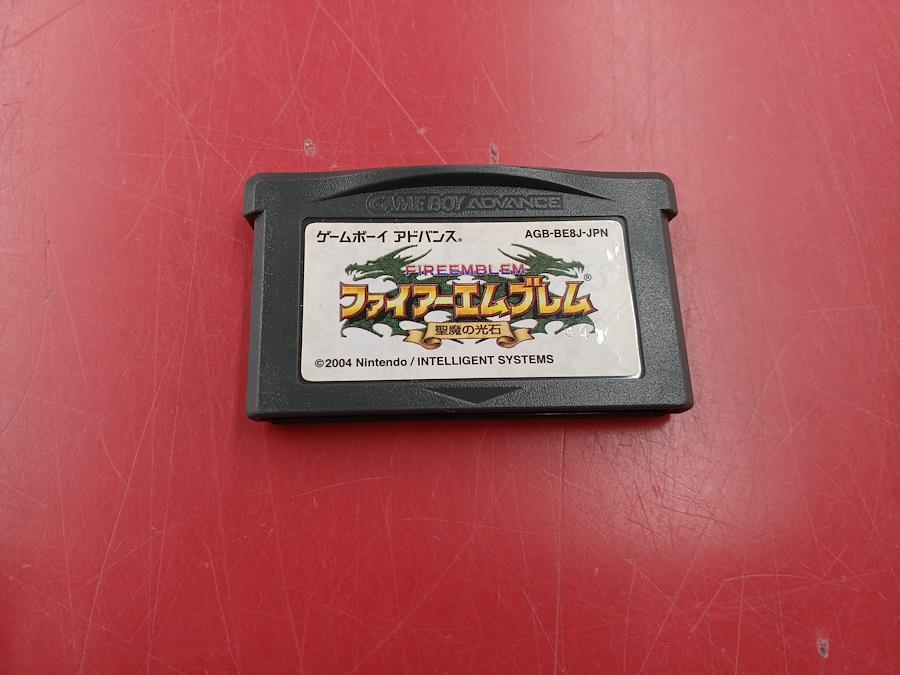 GAME BOY ADVANCE
ゲームボーイ アドバンス. AGB-BE8J-JPN
FIREEMBLEM
ファイアーエムブレム®
聖魔の光石
©2004 Nintendo / INTELLIGENT SYSTEMS